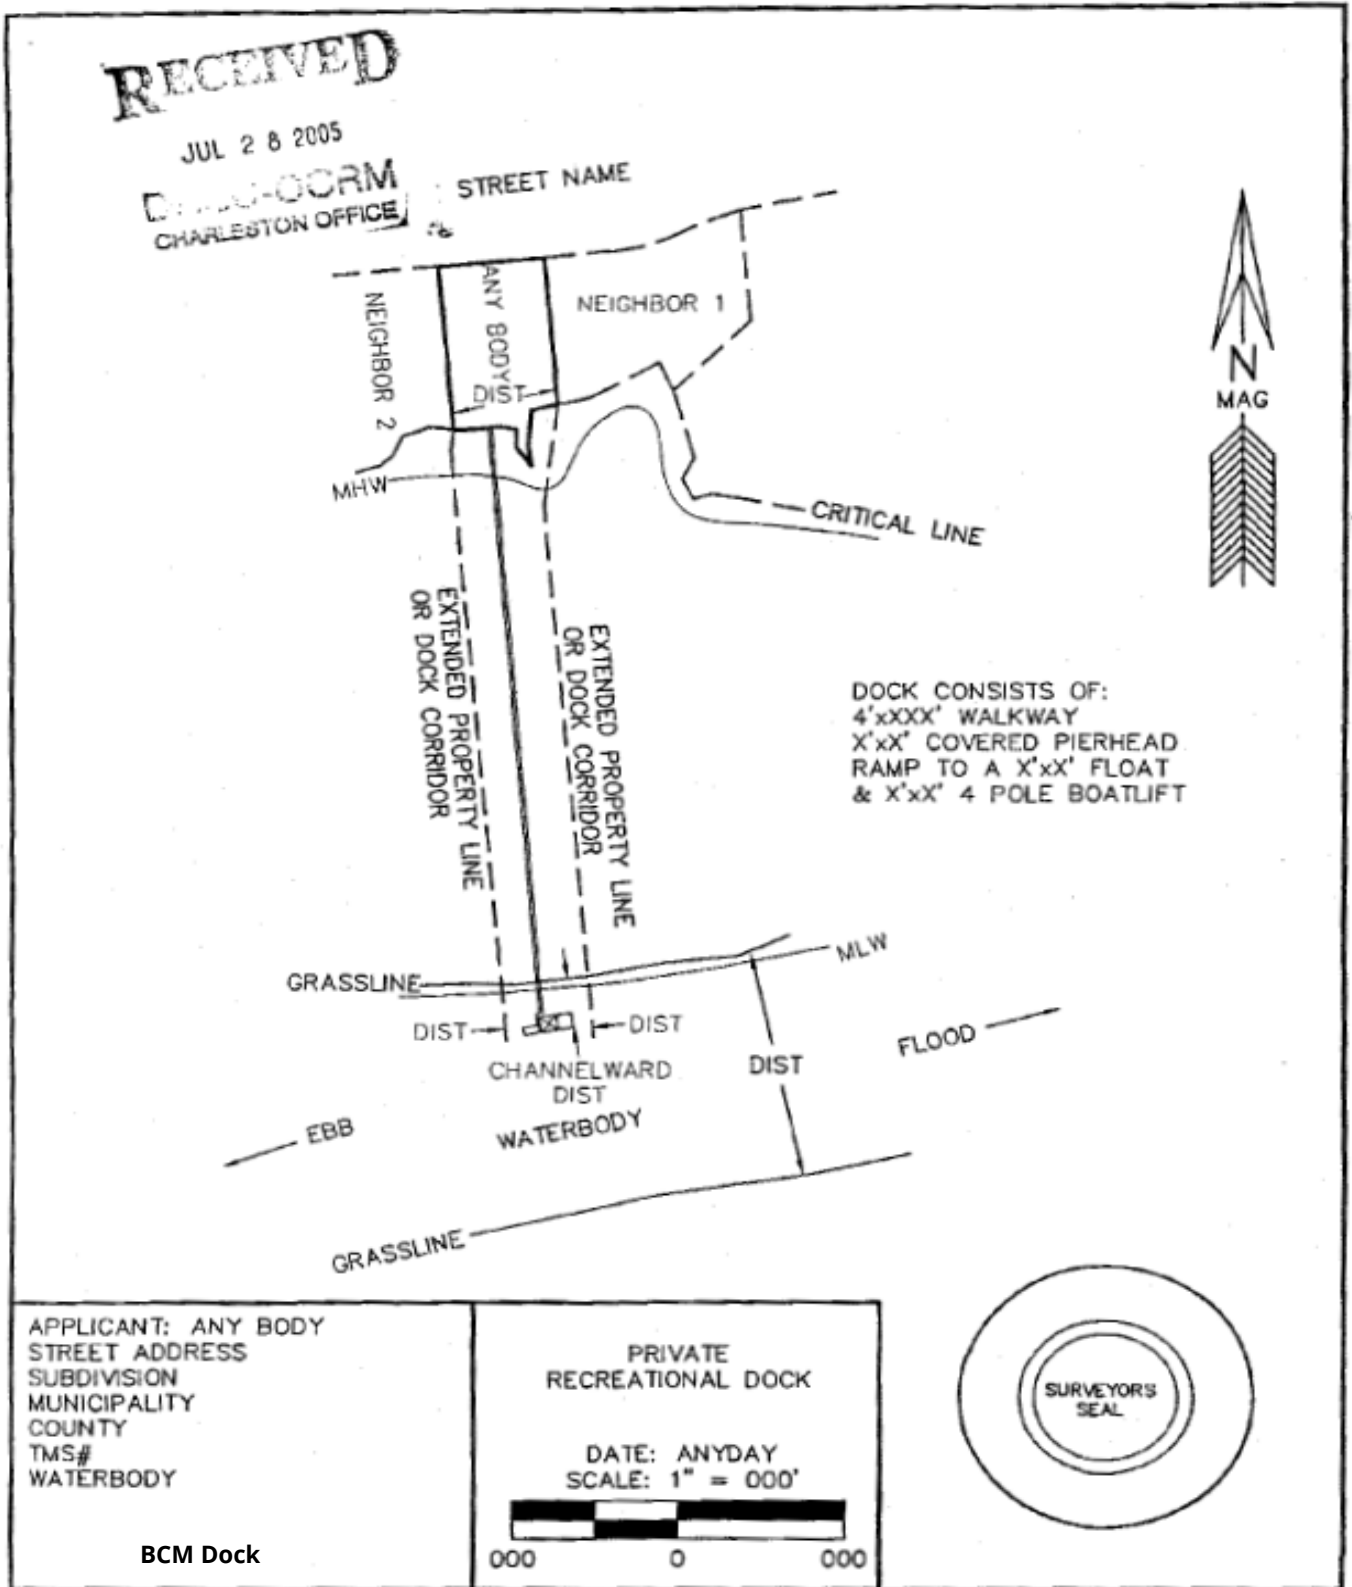 RECEIVED
JUL 28 2005
OCRM
CHARLESTON OFFICE
STREET NAME
ANY BODY
NEIGHBOR 1
NEIGHBOR 2
DIST
N
MAG
MHW
CRITICAL LINE
EXTENDED PROPERTY LINE
OR DOCK CORRIDOR
EXTENDED PROPERTY LINE
OR DOCK CORRIDOR
DOCK CONSISTS OF:
4'xXXX' WALKWAY
X'xX' COVERED PIERHEAD
RAMP TO A X'xX' FLOAT
& X'xX' 4 POLE BOATLIFT
GRASSLINE
MLW
DIST
DIST
CHANNELWARD
DIST
DIST
FLOOD
EBB
WATERBODY
GRASSLINE
APPLICANT: ANY BODY
STREET ADDRESS
SUBDIVISION
MUNICIPALITY
COUNTY
TMS#
WATERBODY
BCM Dock
PRIVATE
RECREATIONAL DOCK
DATE: ANYDAY
SCALE: 1" = 000'
000 0 000
SURVEYORS
SEAL